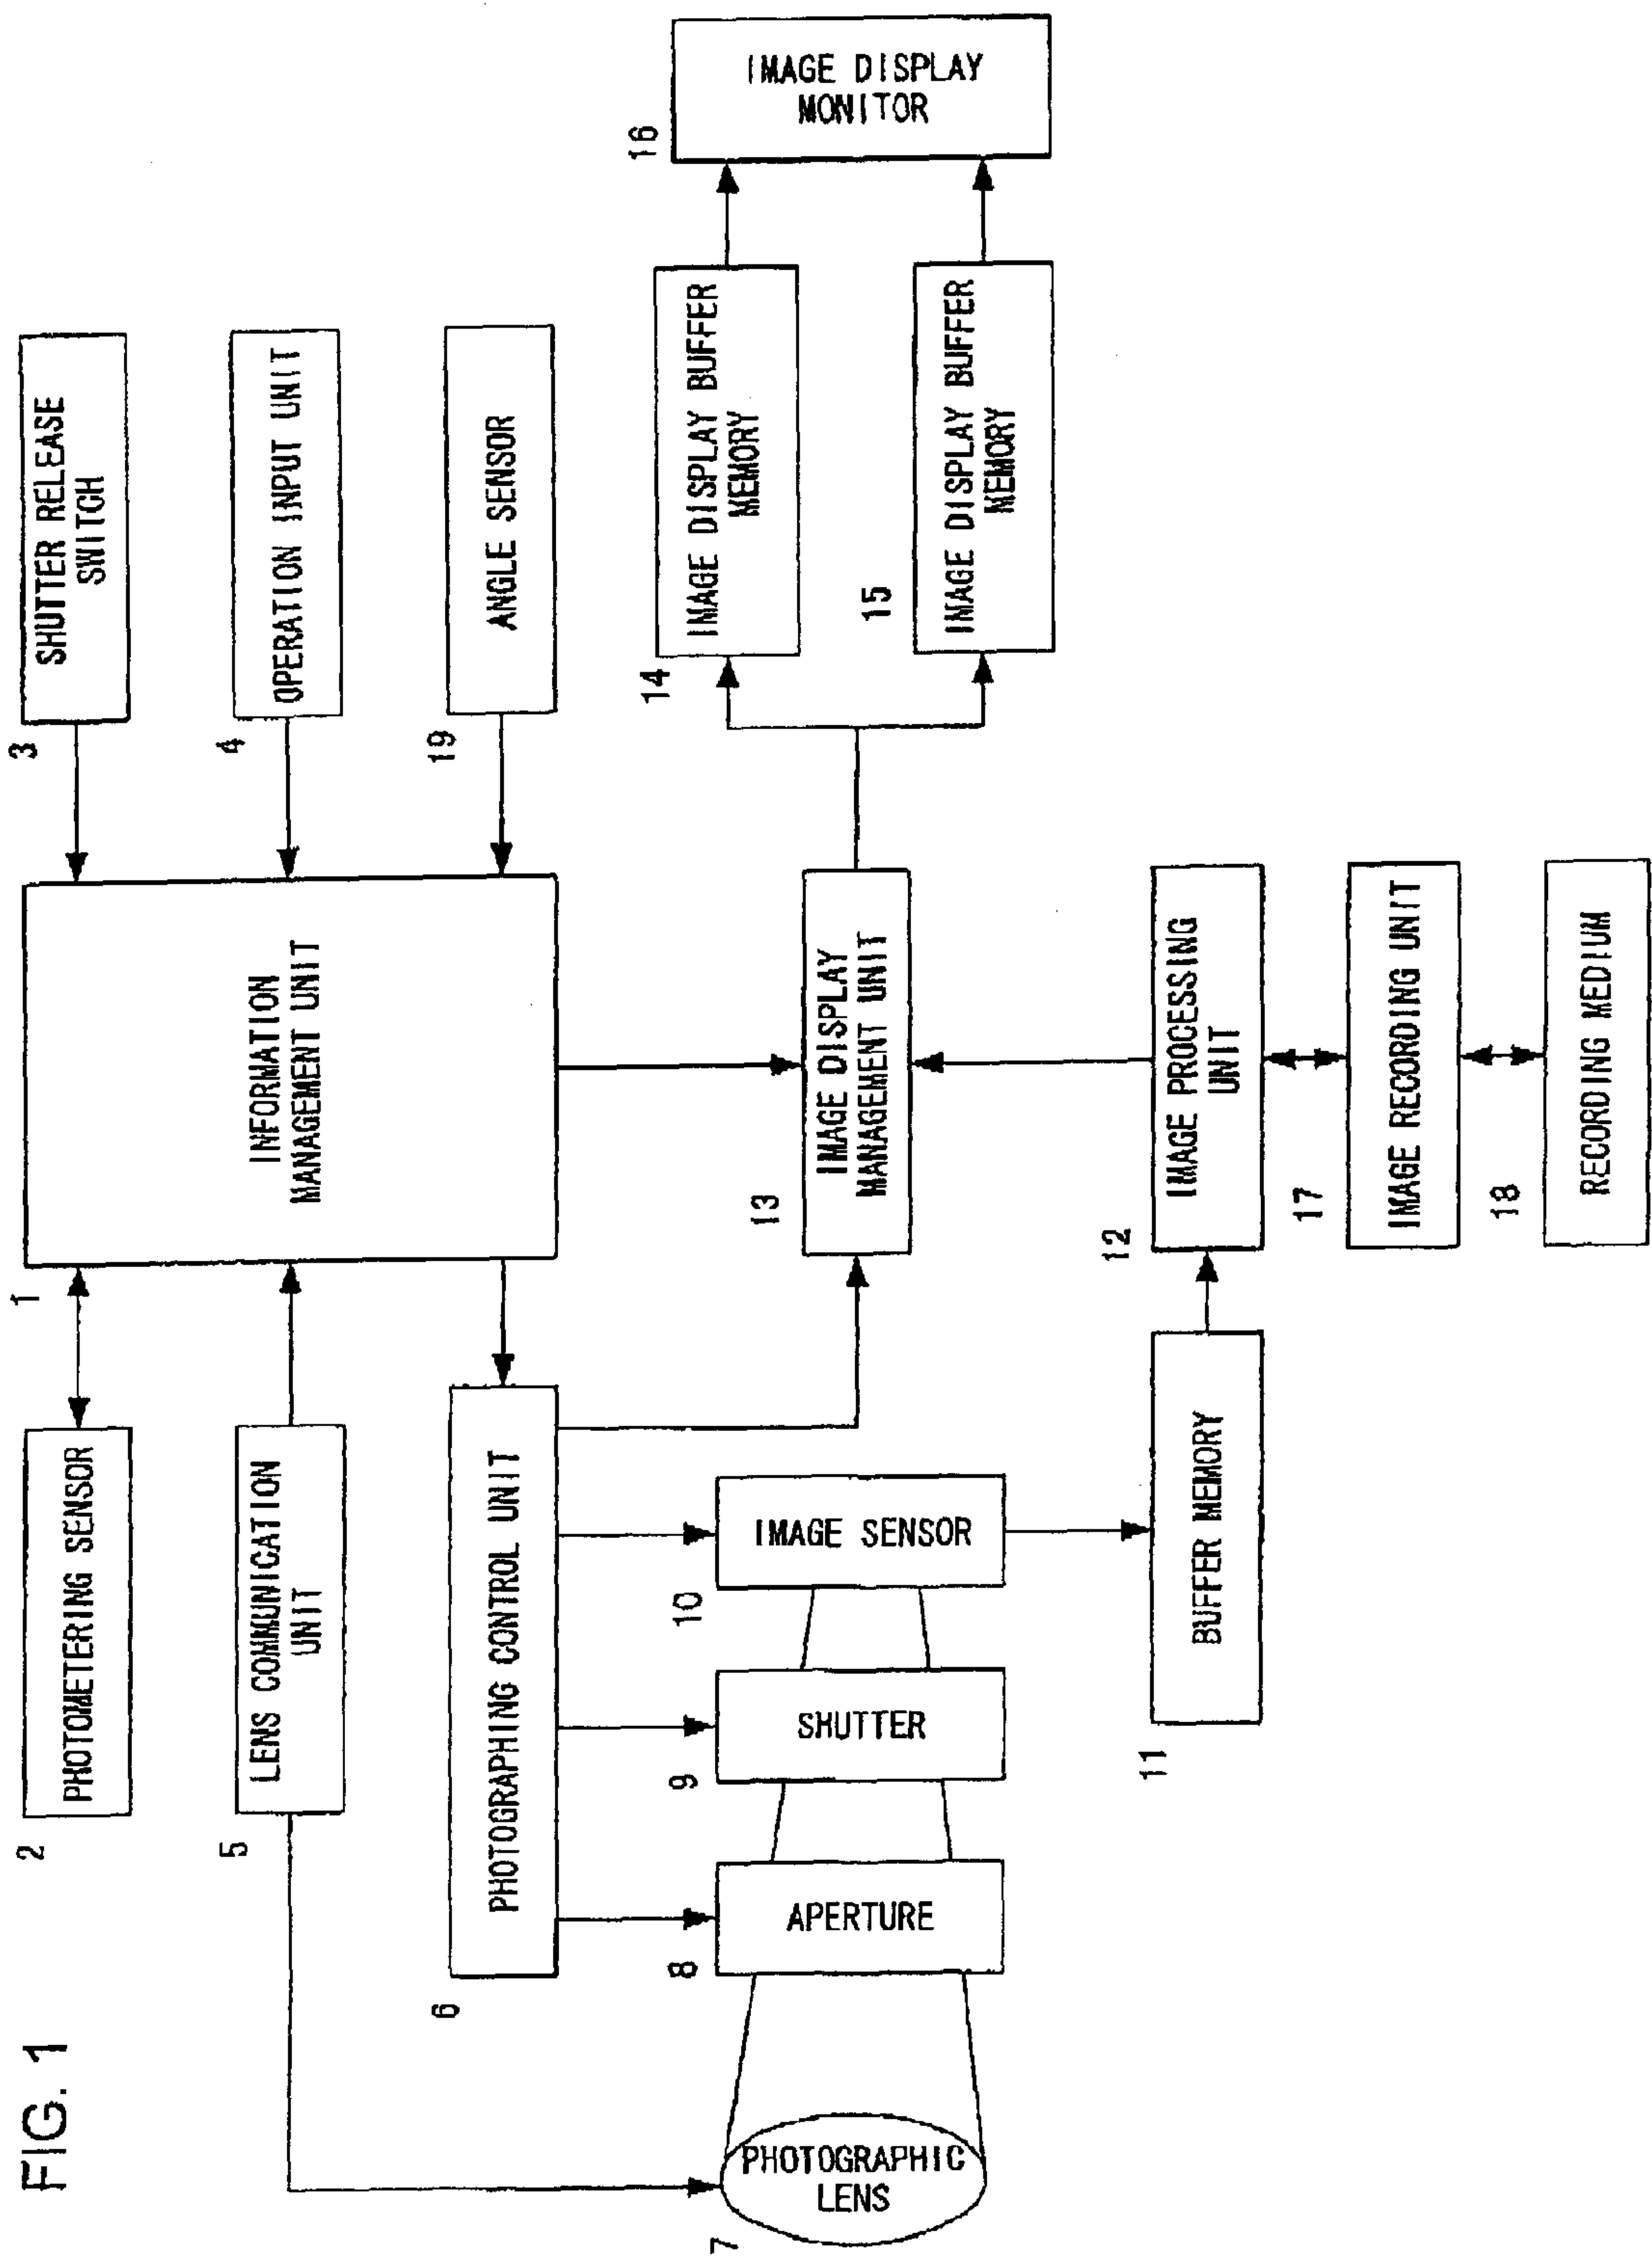 FIG. 1
2
PHOTOMETERING SENSOR
1
INFORMATION
MANAGEMENT UNIT
3
SHUTTER RELEASE
SWITCH
5
LENS COMMUNICATION
UNIT
4
OPERATION INPUT UNIT
6
PHOTOGRAPHING CONTROL UNIT
19
ANGLE SENSOR
7
PHOTOGRAPHIC
LENS
8
APERTURE
9
SHUTTER
10
IMAGE SENSOR
13
IMAGE DISPLAY
MANAGEMENT UNIT
14
IMAGE DISPLAY BUFFER
MEMORY
16
IMAGE DISPLAY
MONITOR
15
IMAGE DISPLAY BUFFER
MEMORY
11
BUFFER MEMORY
12
IMAGE PROCESSING
UNIT
17
IMAGE RECORDING UNIT
18
RECORDING MEDIUM